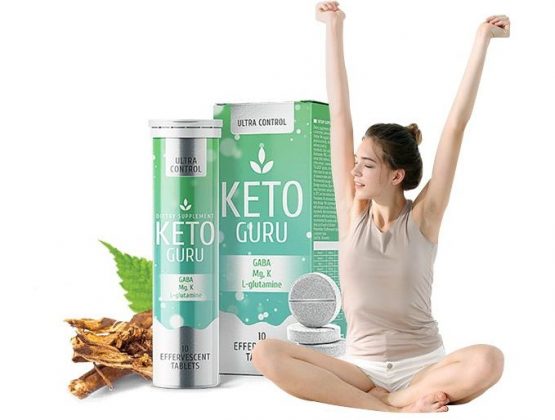 ULTRA
CONTROL
DIETARY SUPPLEMENT
KETO
GURU
GABA
Mg, K
L-glutamine
10
EFFERVESCENT
TABLETS
ULTRA CONTROL
KETO
GURU
GABA
Mg, K
L-glutamine
10
TABLETS